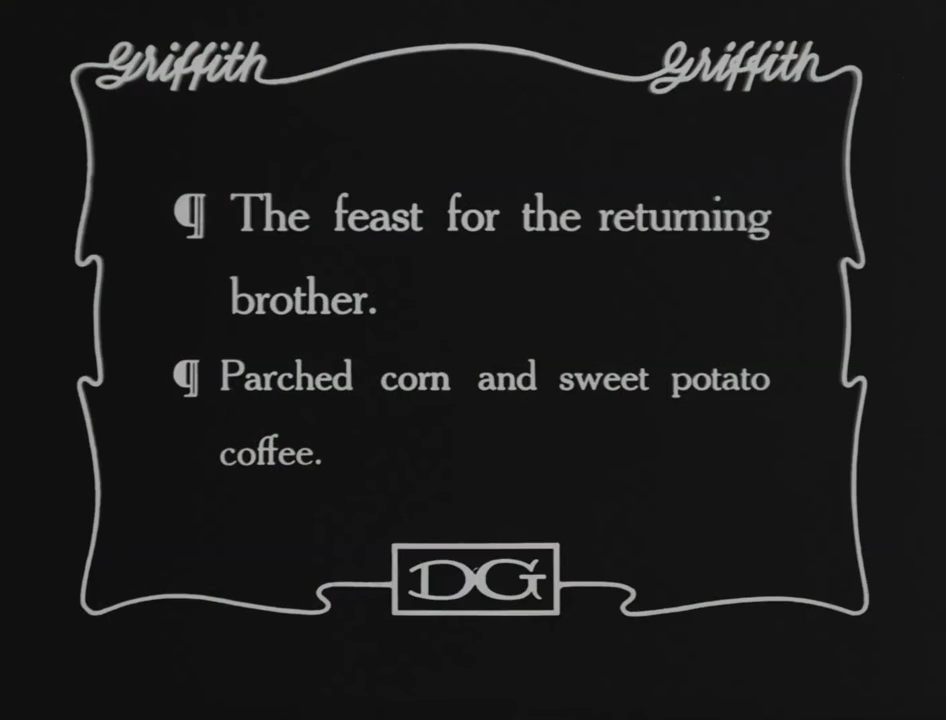 Griffith Griffith
¶ The feast for the returning
brother.
¶ Parched corn and sweet potato
coffee.
DG